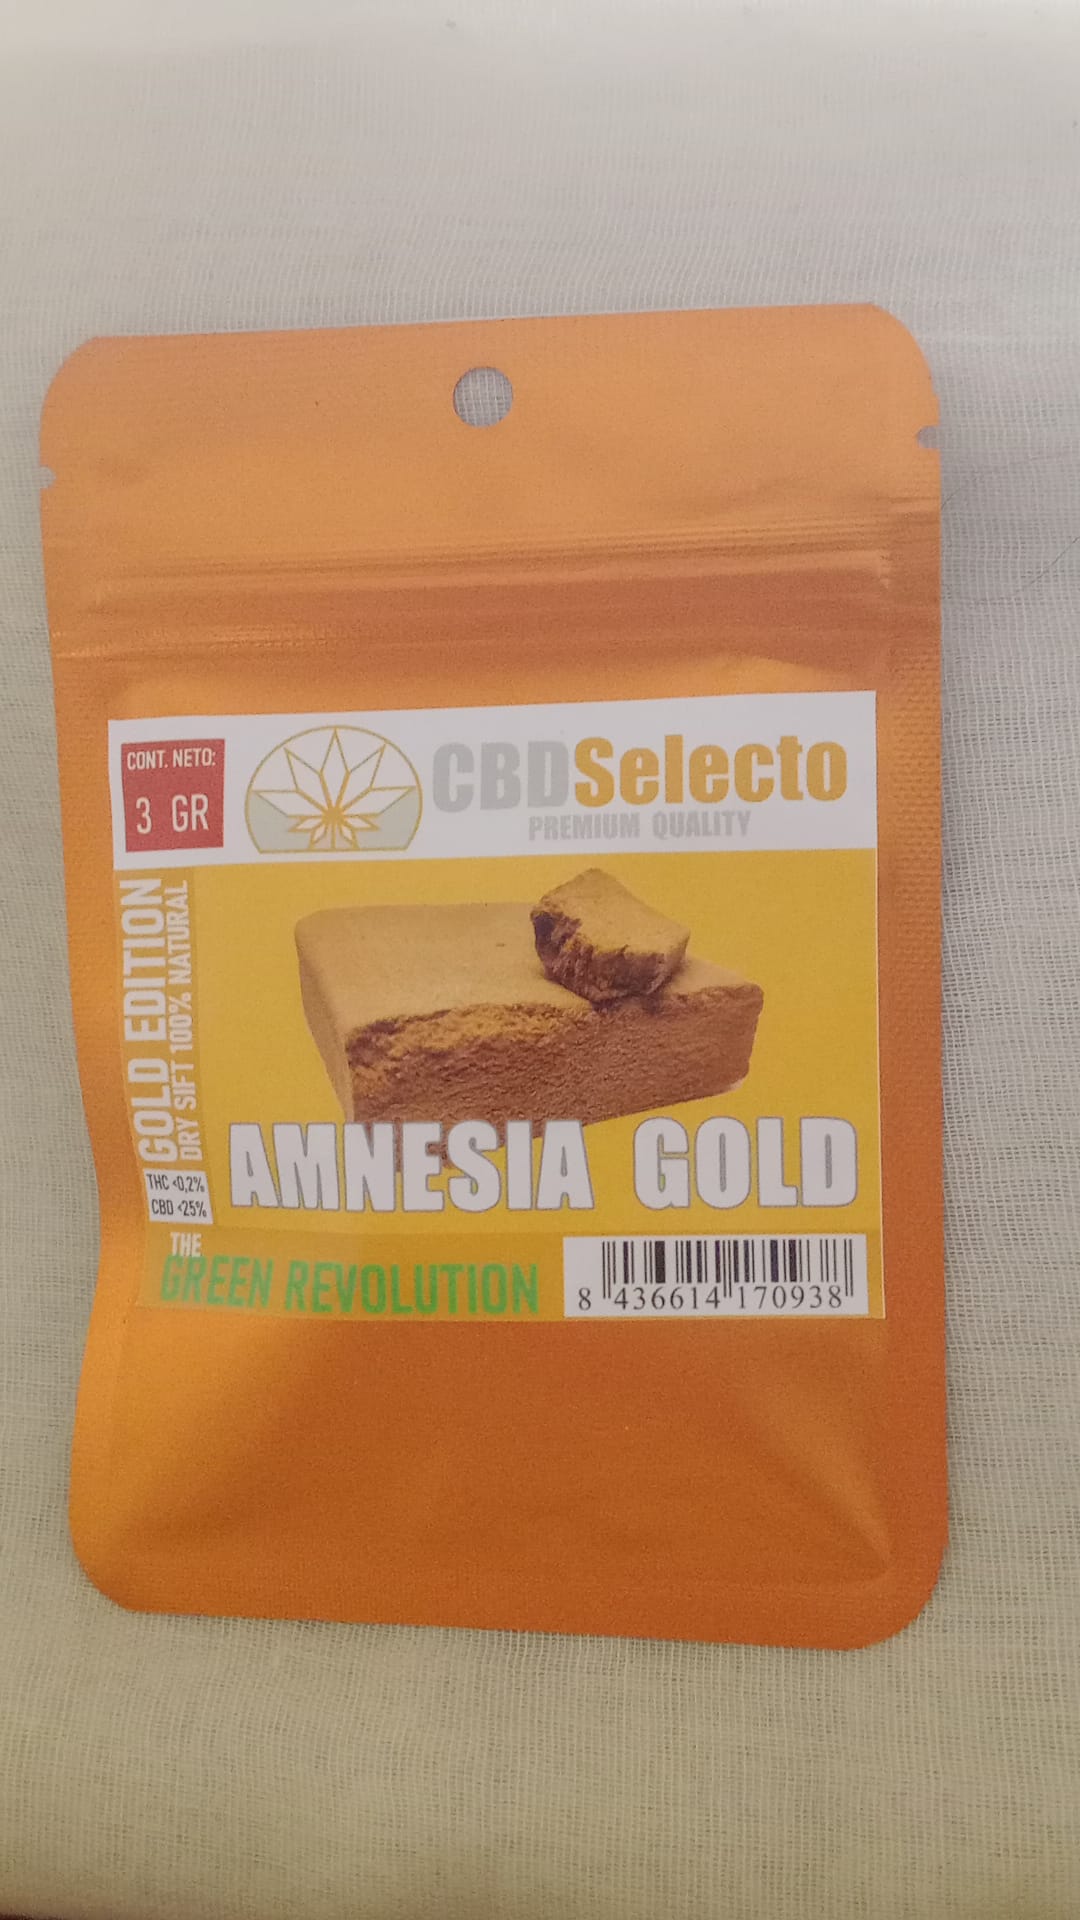 CONT. NETO:
3 GR
CBDSelecto
PREMIUM QUALITY
GOLD EDITION
DRY SIFT 100% NATURAL
THC <0,2%
CBD <25%
AMNESIA GOLD
THE
GREEN REVOLUTION
8 436614 170938